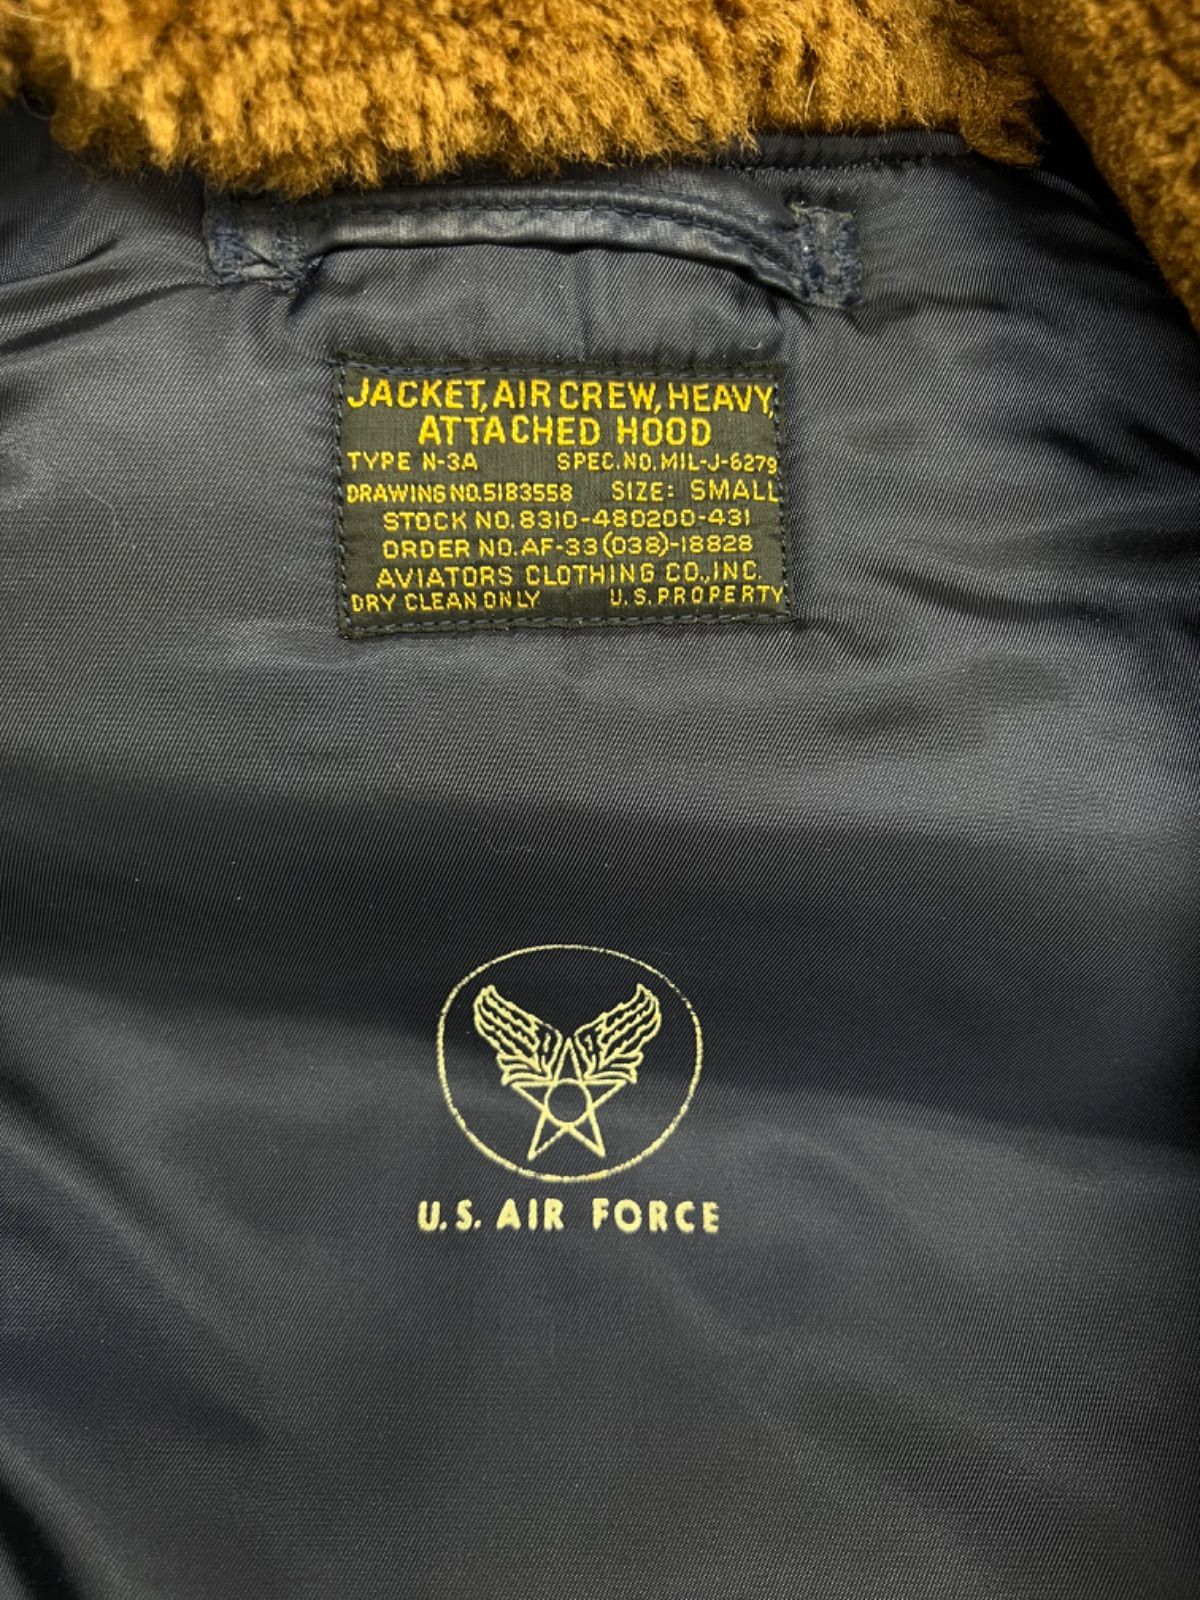 JACKET, AIR CREW, HEAVY,
ATTACHED HOOD
TYPE N-3A SPEC. NO. MIL-J-6279
DRAWING NO. 51B3558 SIZE: SMALL
STOCK NO. 8310-480200-431
ORDER NO. AF-33(038)-18828
AVIATORS CLOTHING CO., INC.
DRY CLEAN ONLY U.S. PROPERTY
U.S. AIR FORCE